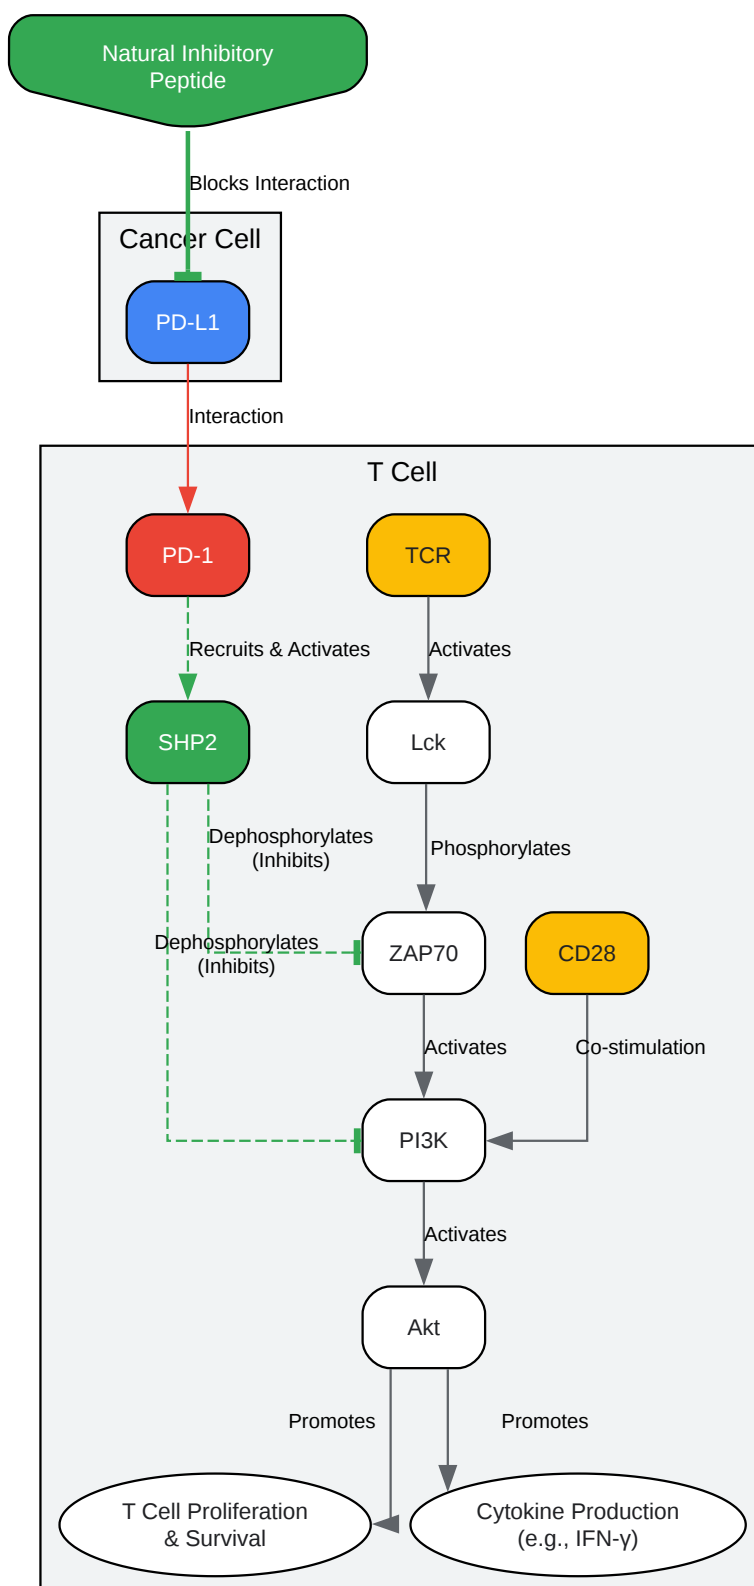 Natural Inhibitory
Peptide
Blocks Interaction
Cancer Cell
PD-L1
Interaction
T Cell
PD-1
TCR
Recruits & Activates
Activates
SHP2
Lck
Dephosphorylates
(Inhibits)
Phosphorylates
Dephosphorylates
(Inhibits)
ZAP70
CD28
Activates
Co-stimulation
PI3K
Activates
Akt
Promotes
Promotes
T Cell Proliferation
& Survival
Cytokine Production
(e.g., IFN-γ)